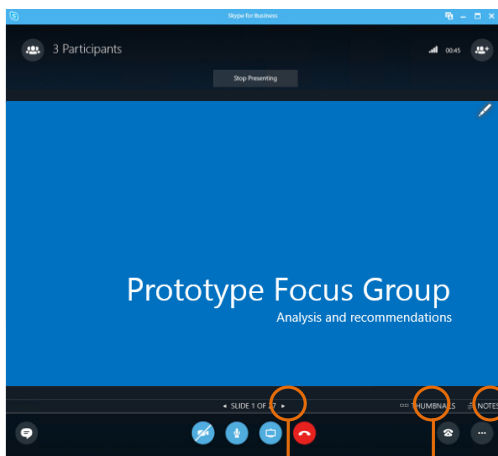 Skype for Business
3 Participants
00:45
Stop Presenting
Prototype Focus Group
Analysis and recommendations
SLIDE 1 OF 27
THUMBNAILS
NOTES